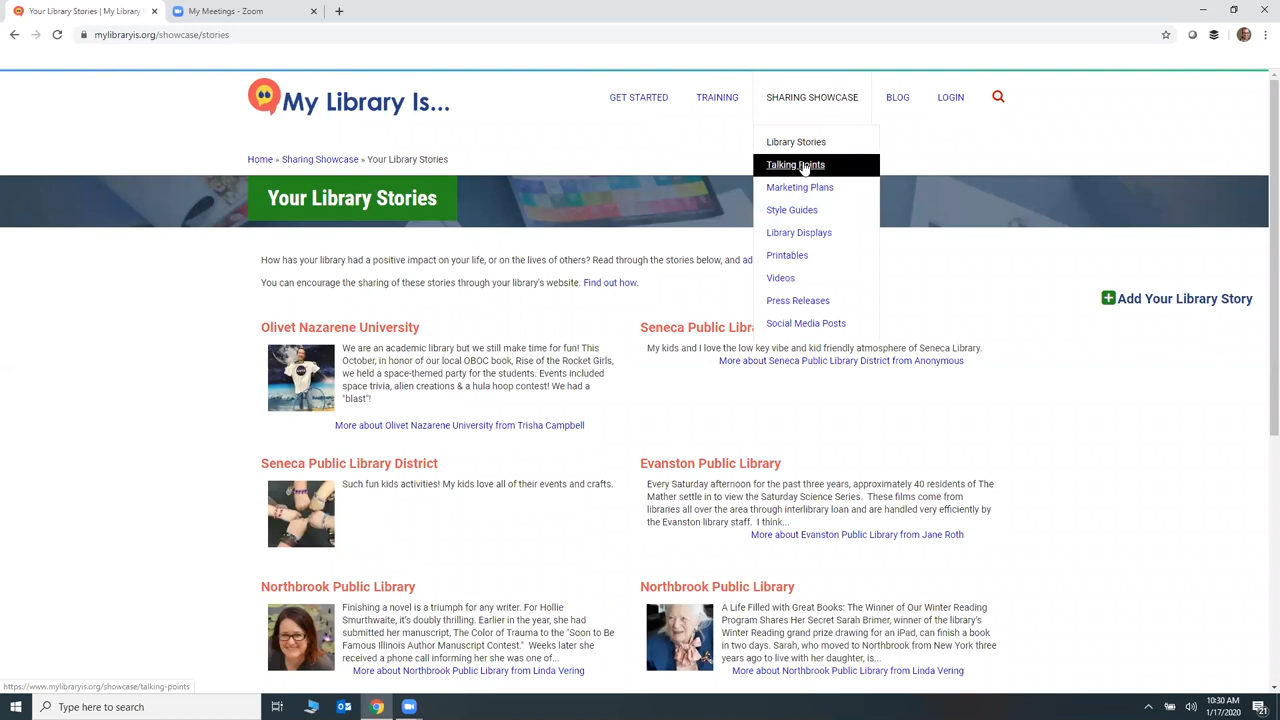 Your Library Stories | My Library
My Meetings - Zoom
mylibraryis.org/showcase/stories
My Library Is...
GET STARTED
TRAINING
SHARING SHOWCASE
BLOG
LOGIN
Library Stories
Talking Points
Marketing Plans
Style Guides
Library Displays
Printables
Videos
Press Releases
Social Media Posts
Home » Sharing Showcase » Your Library Stories
Your Library Stories
How has your library had a positive impact on your life, or on the lives of others? Read through the stories below, and ad
You can encourage the sharing of these stories through your library's website. Find out how.
Add Your Library Story
Olivet Nazarene University
We are an academic library but we still make time for fun! This
October, in honor of our local OBOC book, Rise of the Rocket Girls,
we held a space-themed party for the students. Events included
space trivia, alien creations & a hula hoop contest! We had a
"blast"!
More about Olivet Nazarene University from Trisha Campbell
Seneca Public Libra
My kids and I love the low key vibe and kid friendly atmosphere of Seneca Library.
More about Seneca Public Library District from Anonymous
Seneca Public Library District
Such fun kids activities! My kids love all of their events and crafts.
Evanston Public Library
Every Saturday afternoon for the past three years, approximately 40 residents of The
Mather settle in to view the Saturday Science Series. These films come from
libraries all over the area through interlibrary loan and are handled very efficiently by
the Evanston library staff. I think...
More about Evanston Public Library from Jane Roth
Northbrook Public Library
Finishing a novel is a triumph for any writer. For Hollie
Smurthwaite, it's doubly thrilling. Earlier in the year, she had
submitted her manuscript, The Color of Trauma to the "Soon to Be
Famous Illinois Author Manuscript Contest." Weeks later she
received a phone call informing her she was one of...
More about Northbrook Public Library from Linda Vering
Northbrook Public Library
A Life Filled with Great Books: The Winner of Our Winter Reading
Program Shares Her Secret Sarah Brimer, winner of the library's
Winter Reading grand prize drawing for an iPad, can finish a book
in two days. Sarah, who moved to Northbrook from New York three
years ago to live with her daughter, is...
More about Northbrook Public Library from Linda Vering
https://www.mylibraryis.org/showcase/talking-points
Type here to search
10:30 AM
1/17/2020
21